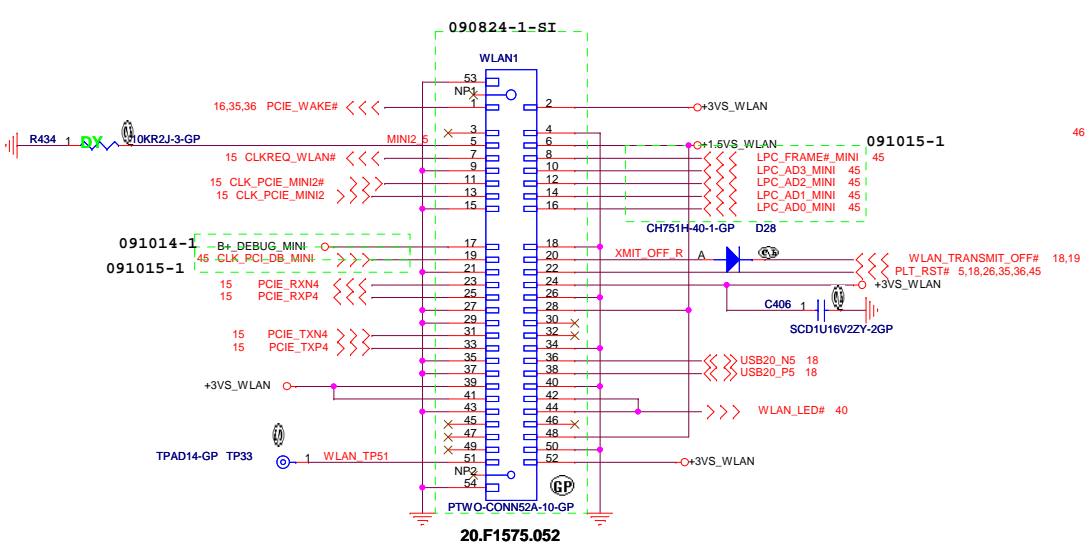 090824-1-SI
WLAN1
53
NP1
16,35,36 PCIE_WAKE# 1 2 +3VS_WLAN
3 4
R434 1 DY 10KR2J-3-GP MINI2_5 5 6 +1.5VS_WLAN 091015-1
46
15 CLKREQ_WLAN# 7 8 LPC_FRAME#_MINI 45
9 10 LPC_AD3_MINI 45
15 CLK_PCIE_MINI2# 11 12 LPC_AD2_MINI 45
15 CLK_PCIE_MINI2 13 14 LPC_AD1_MINI 45
15 16 LPC_AD0_MINI 45
CH751H-40-1-GP D28
091014-1 B+_DEBUG_MINI 17 18
45 CLK_PCI_DB_MINI 19 20 XMIT_OFF_R A WLAN_TRANSMIT_OFF# 18,19
091015-1 21 22 PLT_RST# 5,18,26,35,36,45
15 PCIE_RXN4 23 24 +3VS_WLAN
15 PCIE_RXP4 25 26
27 28 C406 1
29 30 SCD1U16V2ZY-2GP
15 PCIE_TXN4 31 32
15 PCIE_TXP4 33 34
35 36 USB20_N5 18
37 38 USB20_P5 18
+3VS_WLAN 39 40
41 42
43 44 WLAN_LED# 40
45 46
47 48
49 50
TPAD14-GP TP33 1 WLAN_TP51 51 52 +3VS_WLAN
NP2
54 GP
PTWO-CONN52A-10-GP
20.F1575.052